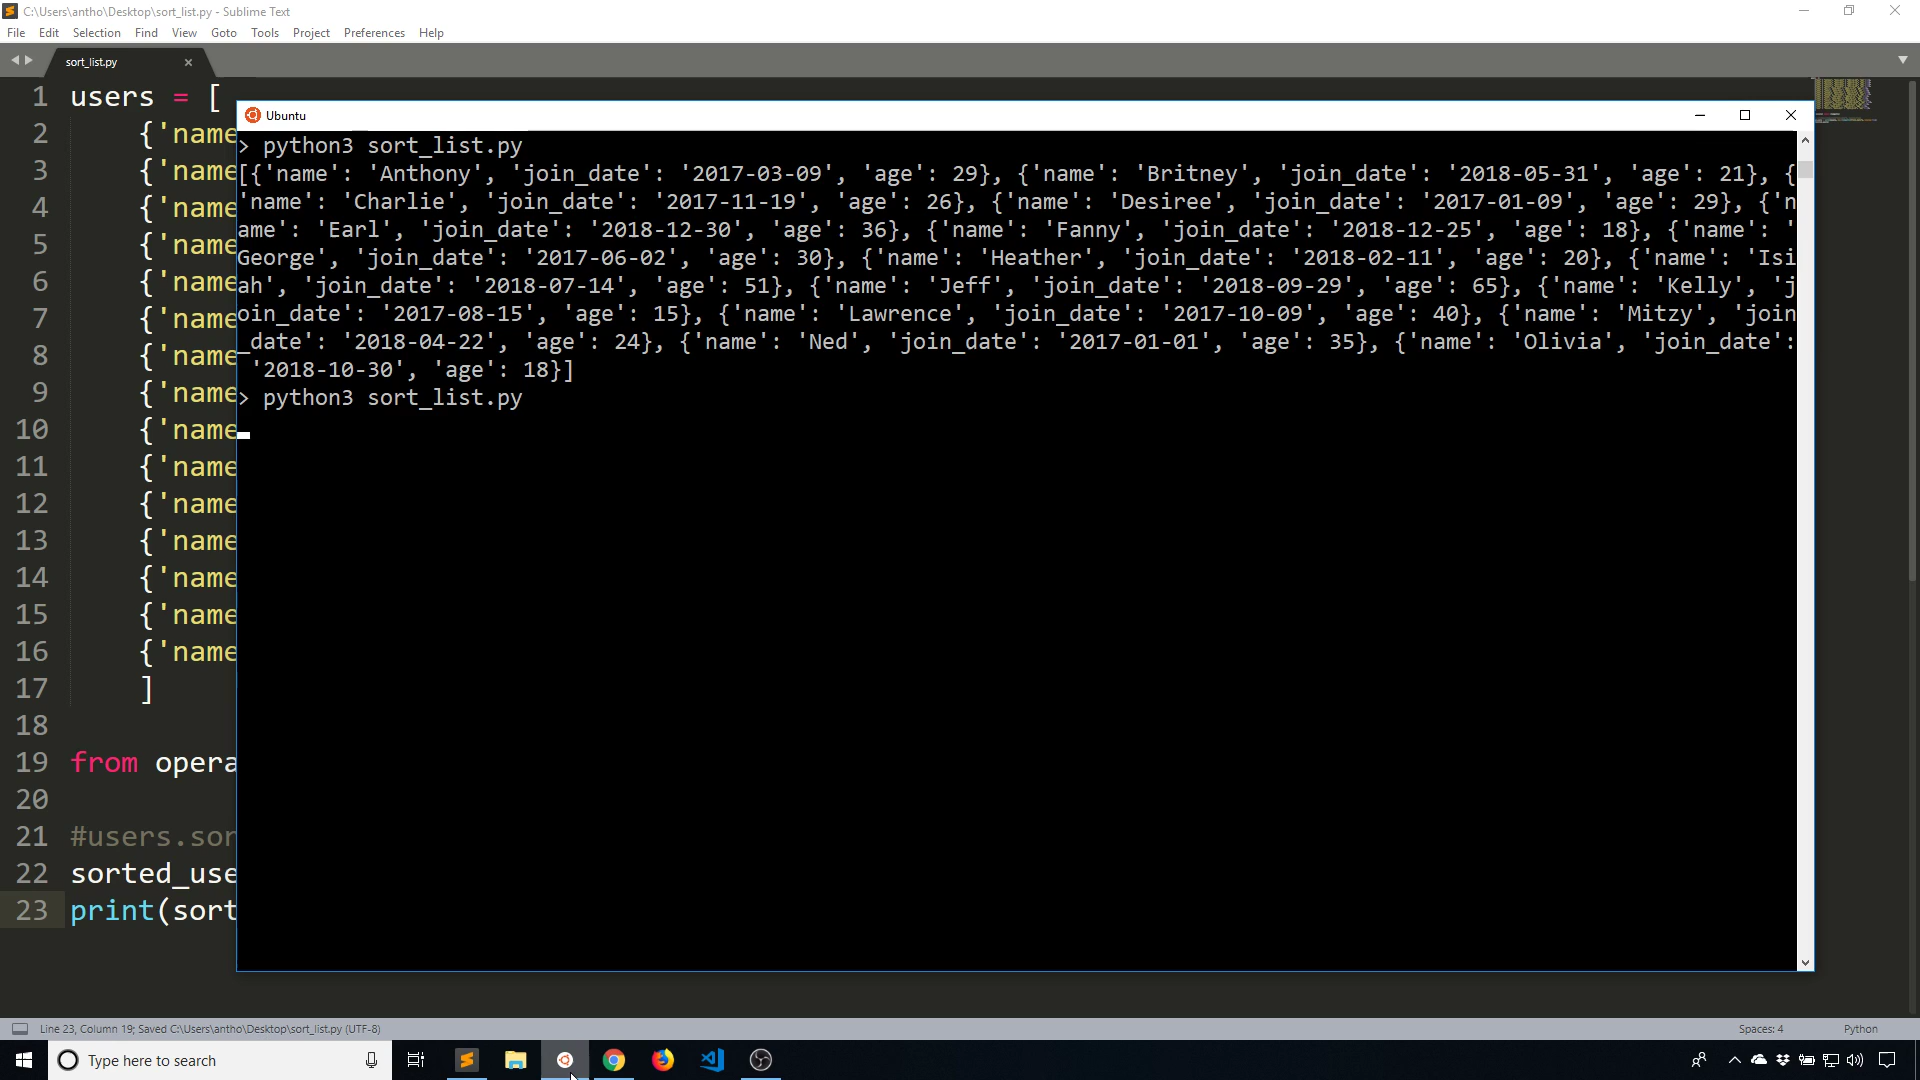 C:\Users\antho\Desktop\sort_list.py - Sublime Text
File Edit Selection Find View Goto Tools Project Preferences Help
sort_list.py
1 users = [
2 {'name
3 {'name
4 {'name
5 {'name
6 {'name
7 {'name
8 {'name
9 {'name
10 {'name
11 {'name
12 {'name
13 {'name
14 {'name
15 {'name
16 {'name
17 ]
18
19 from opera
20
21 #users.sor
22 sorted_use
23 print(sort
Ubuntu
> python3 sort_list.py
[{'name': 'Anthony', 'join_date': '2017-03-09', 'age': 29}, {'name': 'Britney', 'join_date': '2018-05-31', 'age': 21}, {
'name': 'Charlie', 'join_date': '2017-11-19', 'age': 26}, {'name': 'Desiree', 'join_date': '2017-01-09', 'age': 29}, {'n
ame': 'Earl', 'join_date': '2018-12-30', 'age': 36}, {'name': 'Fanny', 'join_date': '2018-12-25', 'age': 18}, {'name': '
George', 'join_date': '2017-06-02', 'age': 30}, {'name': 'Heather', 'join_date': '2018-02-11', 'age': 20}, {'name': 'Isi
ah', 'join_date': '2018-07-14', 'age': 51}, {'name': 'Jeff', 'join_date': '2018-09-29', 'age': 65}, {'name': 'Kelly', 'j
oin_date': '2017-08-15', 'age': 15}, {'name': 'Lawrence', 'join_date': '2017-10-09', 'age': 40}, {'name': 'Mitzy', 'join
_date': '2018-04-22', 'age': 24}, {'name': 'Ned', 'join_date': '2017-01-01', 'age': 35}, {'name': 'Olivia', 'join_date':
'2018-10-30', 'age': 18}]
> python3 sort_list.py
Line 23, Column 19; Saved C:\Users\antho\Desktop\sort_list.py (UTF-8)
Spaces: 4
Python
Type here to search